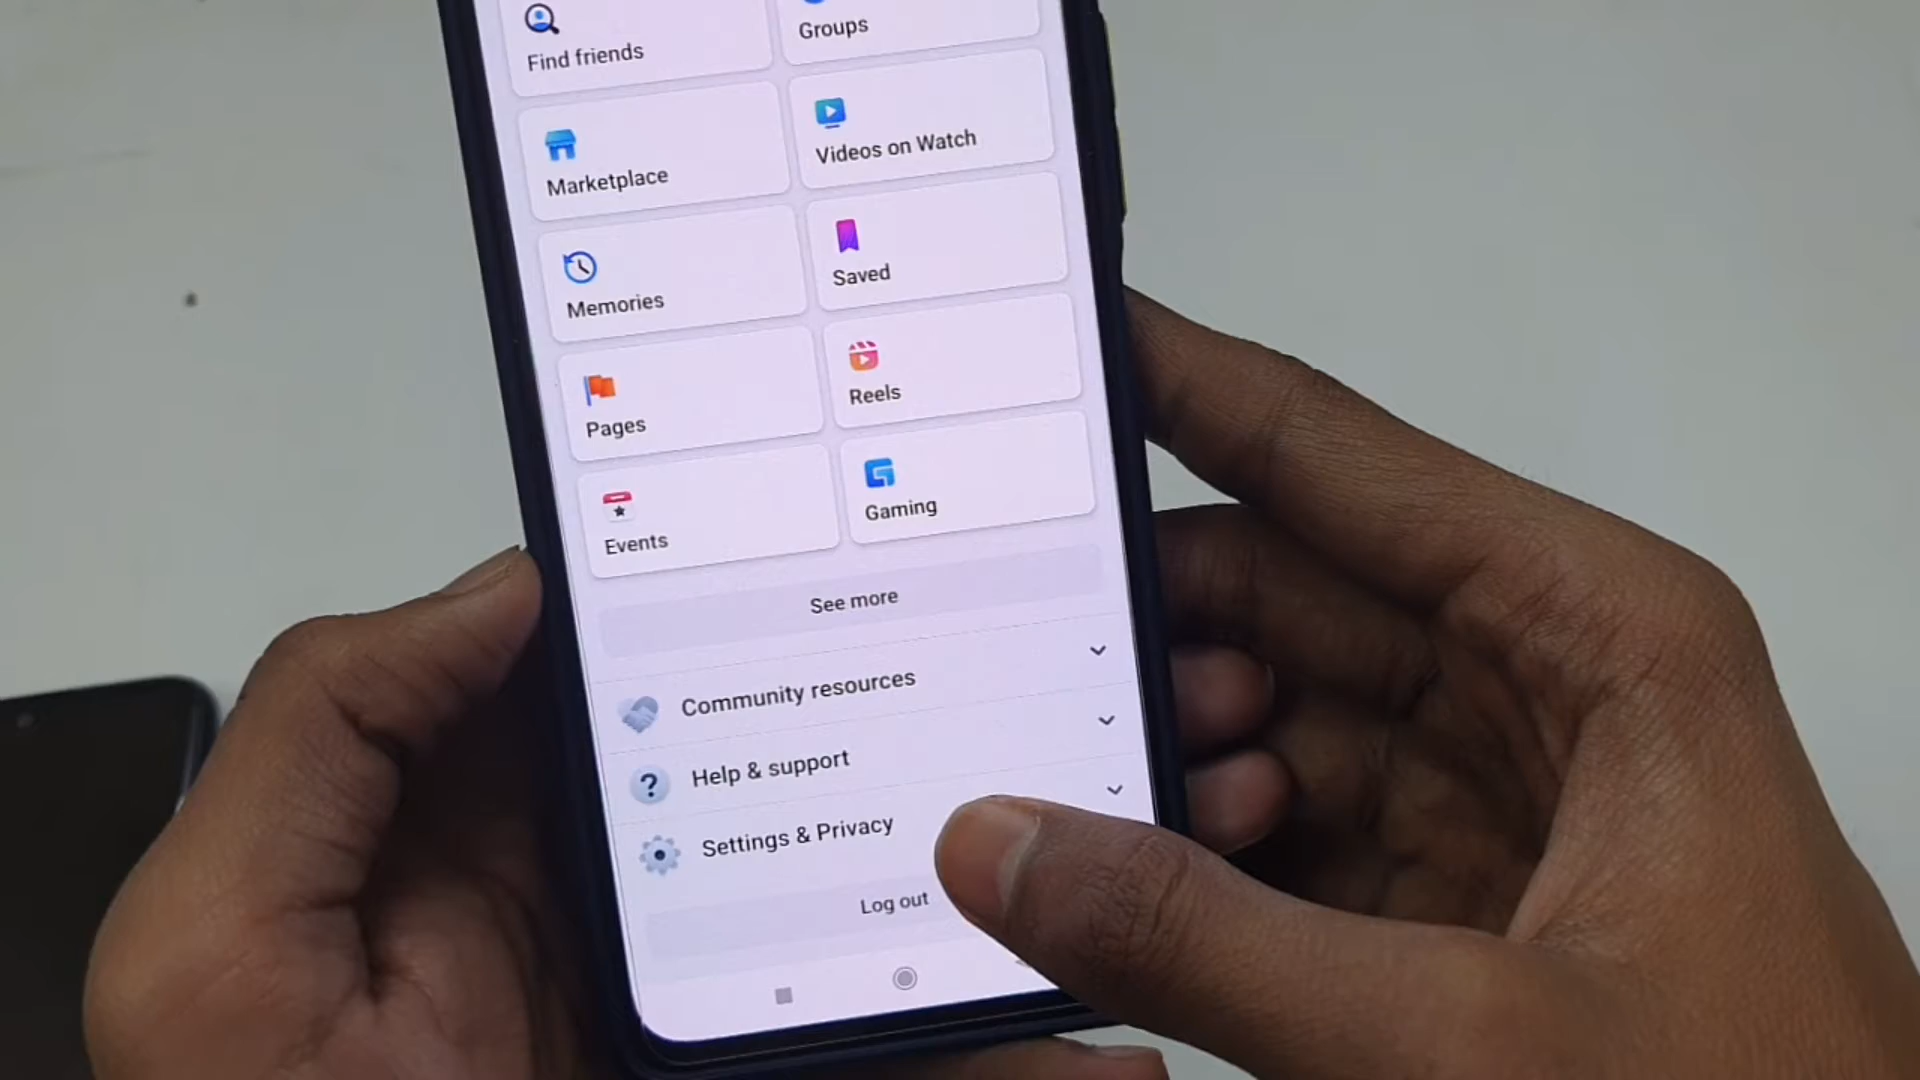 Find friends
Groups
Marketplace
Videos on Watch
Memories
Saved
Pages
Reels
Events
Gaming
See more
Community resources
Help & support
Settings & Privacy
Log out